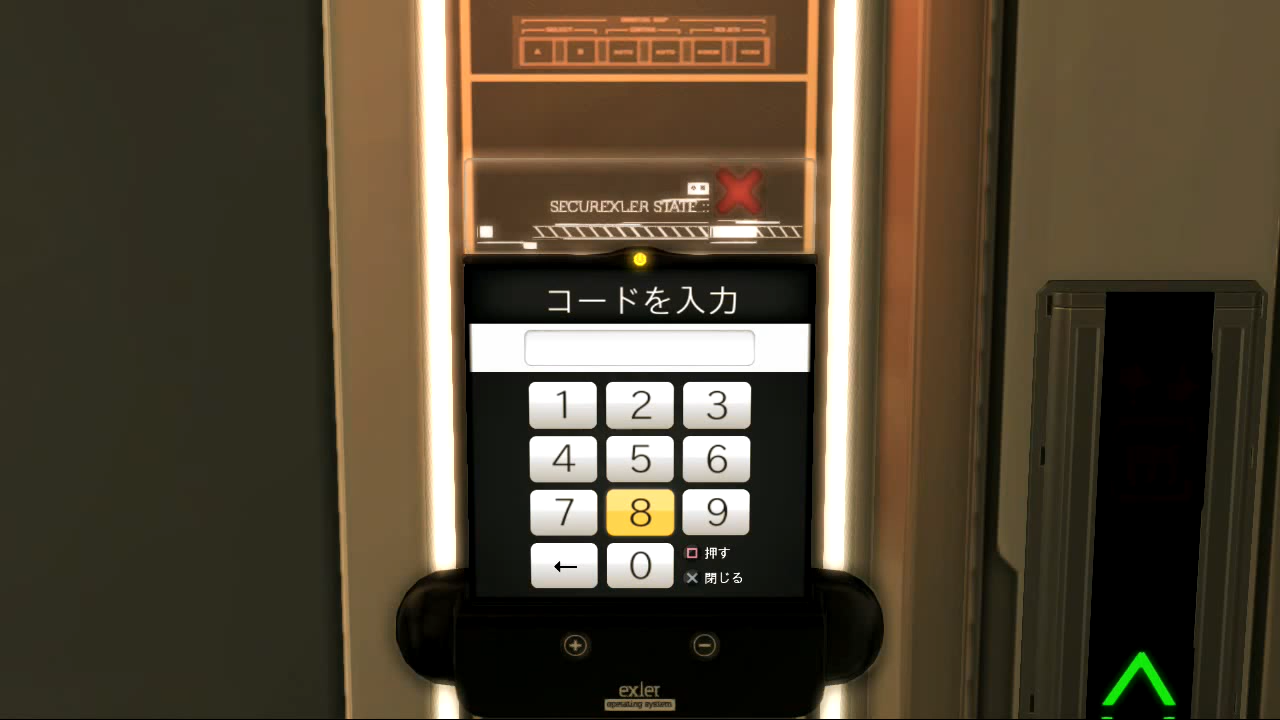 A B
SECUREXLER STATE ::
コードを入力
1 2 3
4 5 6
7 8 9
← 0
押す
閉じる
exler
operating system